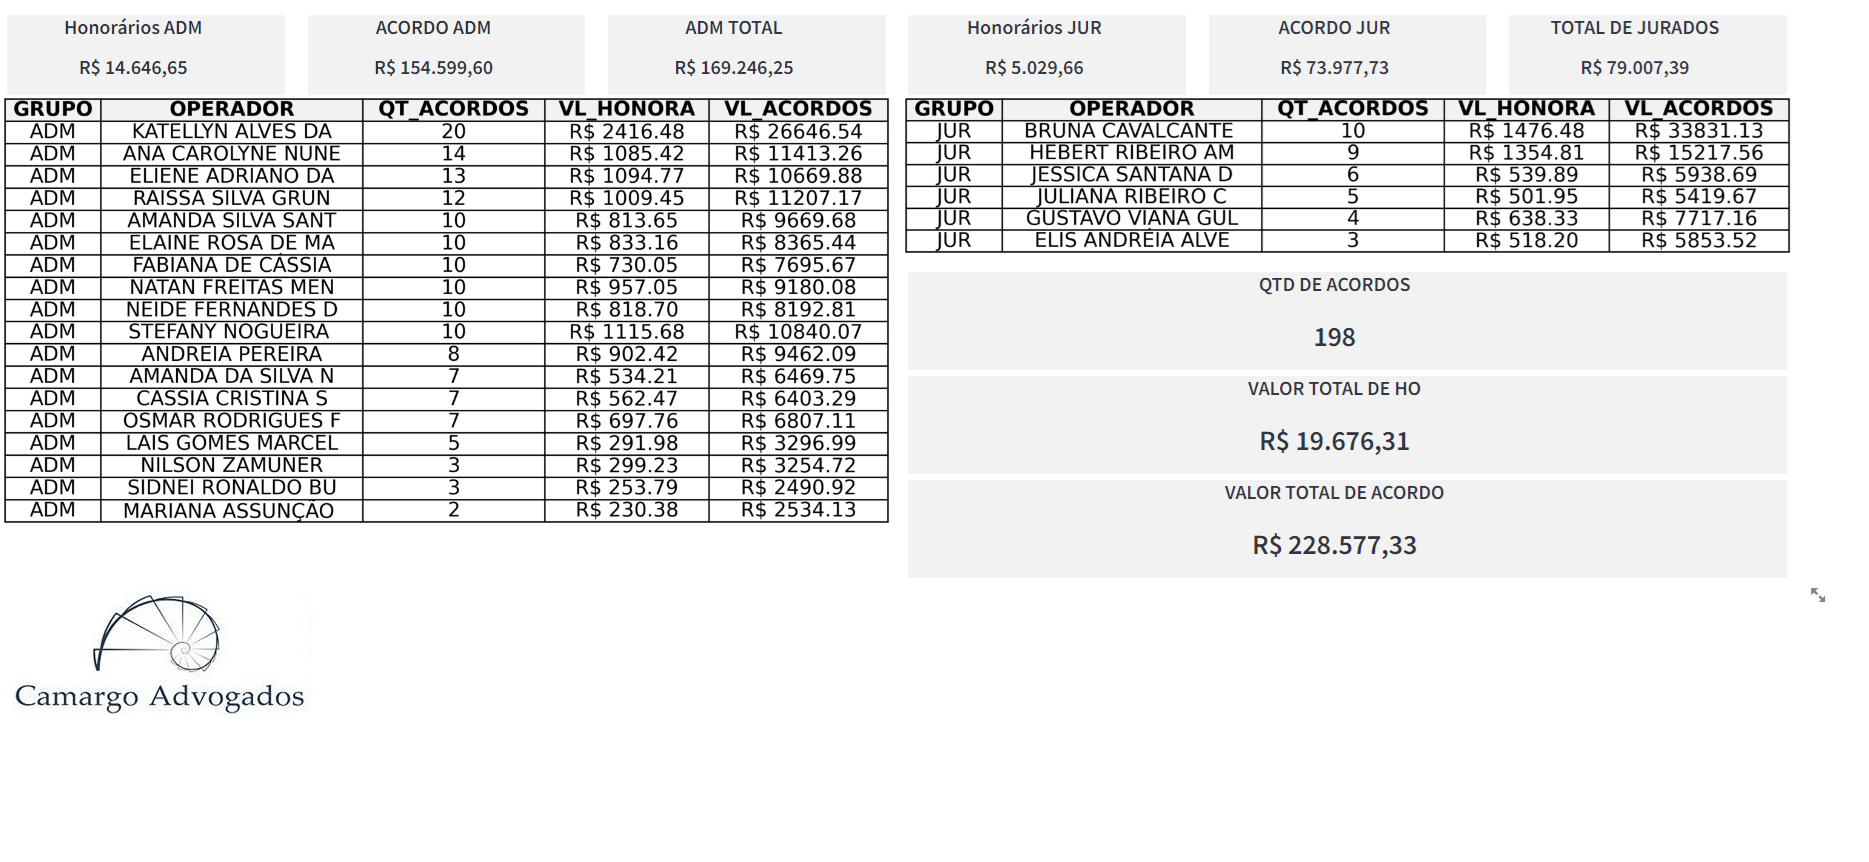 Honorários ADM
R$ 14.646,65
ACORDO ADM
R$ 154.599,60
ADM TOTAL
R$ 169.246,25
Honorários JUR
R$ 5.029,66
ACORDO JUR
R$ 73.977,73
TOTAL DE JURADOS
R$ 79.007,39
GRUPO OPERADOR QT_ACORDOS VL_HONORA VL_ACORDOS
ADM KATELLYN ALVES DA 20 R$ 2416.48 R$ 26646.54
ADM ANA CAROLYNE NUNE 14 R$ 1085.42 R$ 11413.26
ADM ELIENE ADRIANO DA 13 R$ 1094.77 R$ 10669.88
ADM RAISSA SILVA GRUN 12 R$ 1009.45 R$ 11207.17
ADM AMANDA SILVA SANT 10 R$ 813.65 R$ 9669.68
ADM ELAINE ROSA DE MA 10 R$ 833.16 R$ 8365.44
ADM FABIANA DE CÁSSIA 10 R$ 730.05 R$ 7695.67
ADM NATAN FREITAS MEN 10 R$ 957.05 R$ 9180.08
ADM NEIDE FERNANDES D 10 R$ 818.70 R$ 8192.81
ADM STEFANY NOGUEIRA 10 R$ 1115.68 R$ 10840.07
ADM ANDREIA PEREIRA 8 R$ 902.42 R$ 9462.09
ADM AMANDA DA SILVA N 7 R$ 534.21 R$ 6469.75
ADM CASSIA CRISTINA S 7 R$ 562.47 R$ 6403.29
ADM OSMAR RODRIGUES F 7 R$ 697.76 R$ 6807.11
ADM LAIS GOMES MARCEL 5 R$ 291.98 R$ 3296.99
ADM NILSON ZAMUNER 3 R$ 299.23 R$ 3254.72
ADM SIDNEI RONALDO BU 3 R$ 253.79 R$ 2490.92
ADM MARIANA ASSUNÇÃO 2 R$ 230.38 R$ 2534.13
GRUPO OPERADOR QT_ACORDOS VL_HONORA VL_ACORDOS
JUR BRUNA CAVALCANTE 10 R$ 1476.48 R$ 33831.13
JUR HEBERT RIBEIRO AM 9 R$ 1354.81 R$ 15217.56
JUR JESSICA SANTANA D 6 R$ 539.89 R$ 5938.69
JUR JULIANA RIBEIRO C 5 R$ 501.95 R$ 5419.67
JUR GUSTAVO VIANA GUL 4 R$ 638.33 R$ 7717.16
JUR ELIS ANDRÉIA ALVE 3 R$ 518.20 R$ 5853.52
QTD DE ACORDOS
198
VALOR TOTAL DE HO
R$ 19.676,31
VALOR TOTAL DE ACORDO
R$ 228.577,33
Camargo Advogados